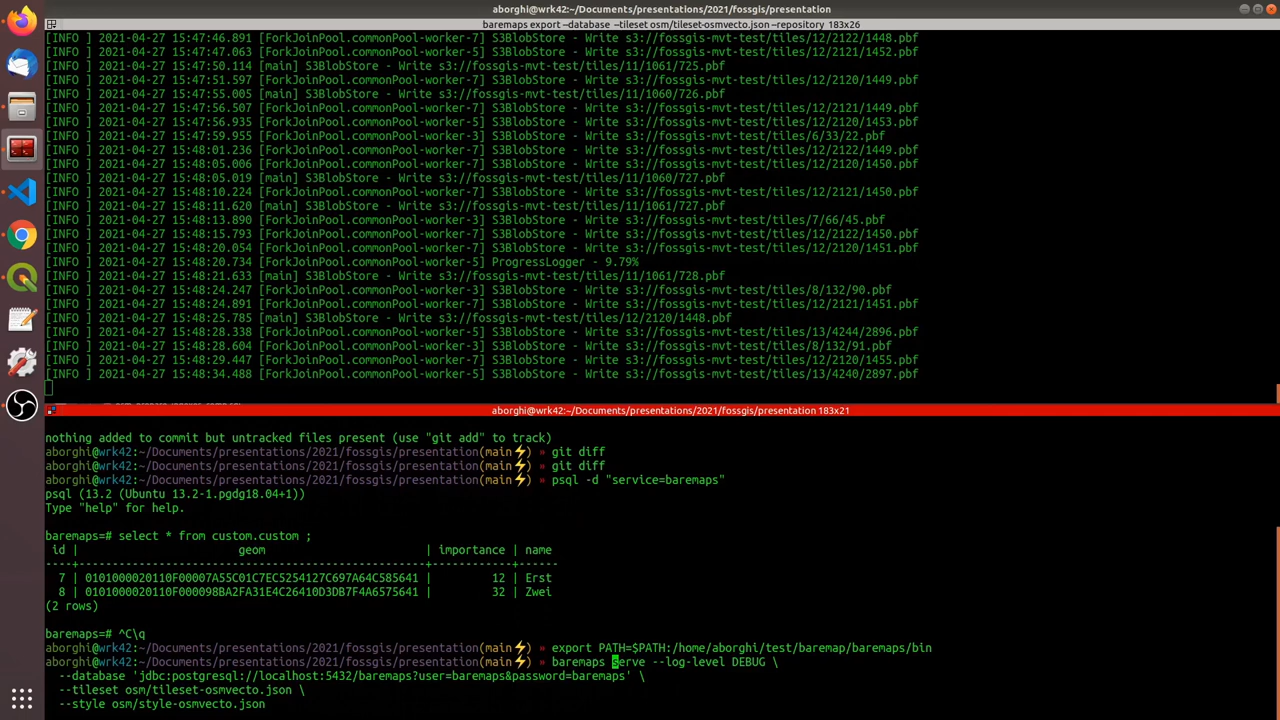 aborghi@wrk42:~/Documents/presentations/2021/fossgis/presentation
baremaps export --database --tileset osm/tileset-osmvecto.json --repository 183x26
[INFO ] 2021-04-27 15:47:46.891 [ForkJoinPool.commonPool-worker-7] S3BlobStore - Write s3://fossgis-mvt-test/tiles/12/2122/1448.pbf
[INFO ] 2021-04-27 15:47:47.063 [ForkJoinPool.commonPool-worker-5] S3BlobStore - Write s3://fossgis-mvt-test/tiles/12/2121/1452.pbf
[INFO ] 2021-04-27 15:47:50.114 [main] S3BlobStore - Write s3://fossgis-mvt-test/tiles/11/1061/725.pbf
[INFO ] 2021-04-27 15:47:51.597 [ForkJoinPool.commonPool-worker-7] S3BlobStore - Write s3://fossgis-mvt-test/tiles/12/2120/1449.pbf
[INFO ] 2021-04-27 15:47:55.005 [main] S3BlobStore - Write s3://fossgis-mvt-test/tiles/11/1060/726.pbf
[INFO ] 2021-04-27 15:47:56.507 [ForkJoinPool.commonPool-worker-7] S3BlobStore - Write s3://fossgis-mvt-test/tiles/12/2121/1449.pbf
[INFO ] 2021-04-27 15:47:56.935 [ForkJoinPool.commonPool-worker-5] S3BlobStore - Write s3://fossgis-mvt-test/tiles/12/2120/1453.pbf
[INFO ] 2021-04-27 15:47:59.955 [ForkJoinPool.commonPool-worker-3] S3BlobStore - Write s3://fossgis-mvt-test/tiles/6/33/22.pbf
[INFO ] 2021-04-27 15:48:01.236 [ForkJoinPool.commonPool-worker-7] S3BlobStore - Write s3://fossgis-mvt-test/tiles/12/2122/1449.pbf
[INFO ] 2021-04-27 15:48:05.006 [ForkJoinPool.commonPool-worker-7] S3BlobStore - Write s3://fossgis-mvt-test/tiles/12/2120/1450.pbf
[INFO ] 2021-04-27 15:48:05.019 [main] S3BlobStore - Write s3://fossgis-mvt-test/tiles/11/1060/727.pbf
[INFO ] 2021-04-27 15:48:10.224 [ForkJoinPool.commonPool-worker-7] S3BlobStore - Write s3://fossgis-mvt-test/tiles/12/2121/1450.pbf
[INFO ] 2021-04-27 15:48:11.620 [main] S3BlobStore - Write s3://fossgis-mvt-test/tiles/11/1061/727.pbf
[INFO ] 2021-04-27 15:48:13.890 [ForkJoinPool.commonPool-worker-3] S3BlobStore - Write s3://fossgis-mvt-test/tiles/7/66/45.pbf
[INFO ] 2021-04-27 15:48:15.793 [ForkJoinPool.commonPool-worker-7] S3BlobStore - Write s3://fossgis-mvt-test/tiles/12/2122/1450.pbf
[INFO ] 2021-04-27 15:48:20.054 [ForkJoinPool.commonPool-worker-7] S3BlobStore - Write s3://fossgis-mvt-test/tiles/12/2120/1451.pbf
[INFO ] 2021-04-27 15:48:20.734 [ForkJoinPool.commonPool-worker-5] ProgressLogger - 9.79%
[INFO ] 2021-04-27 15:48:21.633 [main] S3BlobStore - Write s3://fossgis-mvt-test/tiles/11/1061/728.pbf
[INFO ] 2021-04-27 15:48:24.247 [ForkJoinPool.commonPool-worker-3] S3BlobStore - Write s3://fossgis-mvt-test/tiles/8/132/90.pbf
[INFO ] 2021-04-27 15:48:24.891 [ForkJoinPool.commonPool-worker-7] S3BlobStore - Write s3://fossgis-mvt-test/tiles/12/2121/1451.pbf
[INFO ] 2021-04-27 15:48:25.785 [main] S3BlobStore - Write s3://fossgis-mvt-test/tiles/12/2120/1448.pbf
[INFO ] 2021-04-27 15:48:28.338 [ForkJoinPool.commonPool-worker-5] S3BlobStore - Write s3://fossgis-mvt-test/tiles/13/4244/2896.pbf
[INFO ] 2021-04-27 15:48:28.604 [ForkJoinPool.commonPool-worker-3] S3BlobStore - Write s3://fossgis-mvt-test/tiles/8/132/91.pbf
[INFO ] 2021-04-27 15:48:29.447 [ForkJoinPool.commonPool-worker-7] S3BlobStore - Write s3://fossgis-mvt-test/tiles/12/2120/1455.pbf
[INFO ] 2021-04-27 15:48:34.488 [ForkJoinPool.commonPool-worker-5] S3BlobStore - Write s3://fossgis-mvt-test/tiles/13/4240/2897.pbf
aborghi@wrk42:~/Documents/presentations/2021/fossgis/presentation 183x21
nothing added to commit but untracked files present (use "git add" to track)
aborghi@wrk42:~/Documents/presentations/2021/fossgis/presentation(main⚡) » git diff
aborghi@wrk42:~/Documents/presentations/2021/fossgis/presentation(main⚡) » git diff
aborghi@wrk42:~/Documents/presentations/2021/fossgis/presentation(main⚡) » psql -d "service=baremaps"
psql (13.2 (Ubuntu 13.2-1.pgdg18.04+1))
Type "help" for help.
baremaps=# select * from custom.custom ;
id | geom | importance | name
----+----------------------------------------------------+------------+------
7 | 0101000020110F00007A55C01C7EC5254127C697A64C585641 | 12 | Erst
8 | 0101000020110F000098BA2FA31E4C26410D3DB7F4A6575641 | 32 | Zwei
(2 rows)
baremaps=# ^C\q
aborghi@wrk42:~/Documents/presentations/2021/fossgis/presentation(main⚡) » export PATH=$PATH:/home/aborghi/test/baremap/baremaps/bin
aborghi@wrk42:~/Documents/presentations/2021/fossgis/presentation(main⚡) » baremaps serve --log-level DEBUG \
--database 'jdbc:postgresql://localhost:5432/baremaps?user=baremaps&password=baremaps' \
--tileset osm/tileset-osmvecto.json \
--style osm/style-osmvecto.json